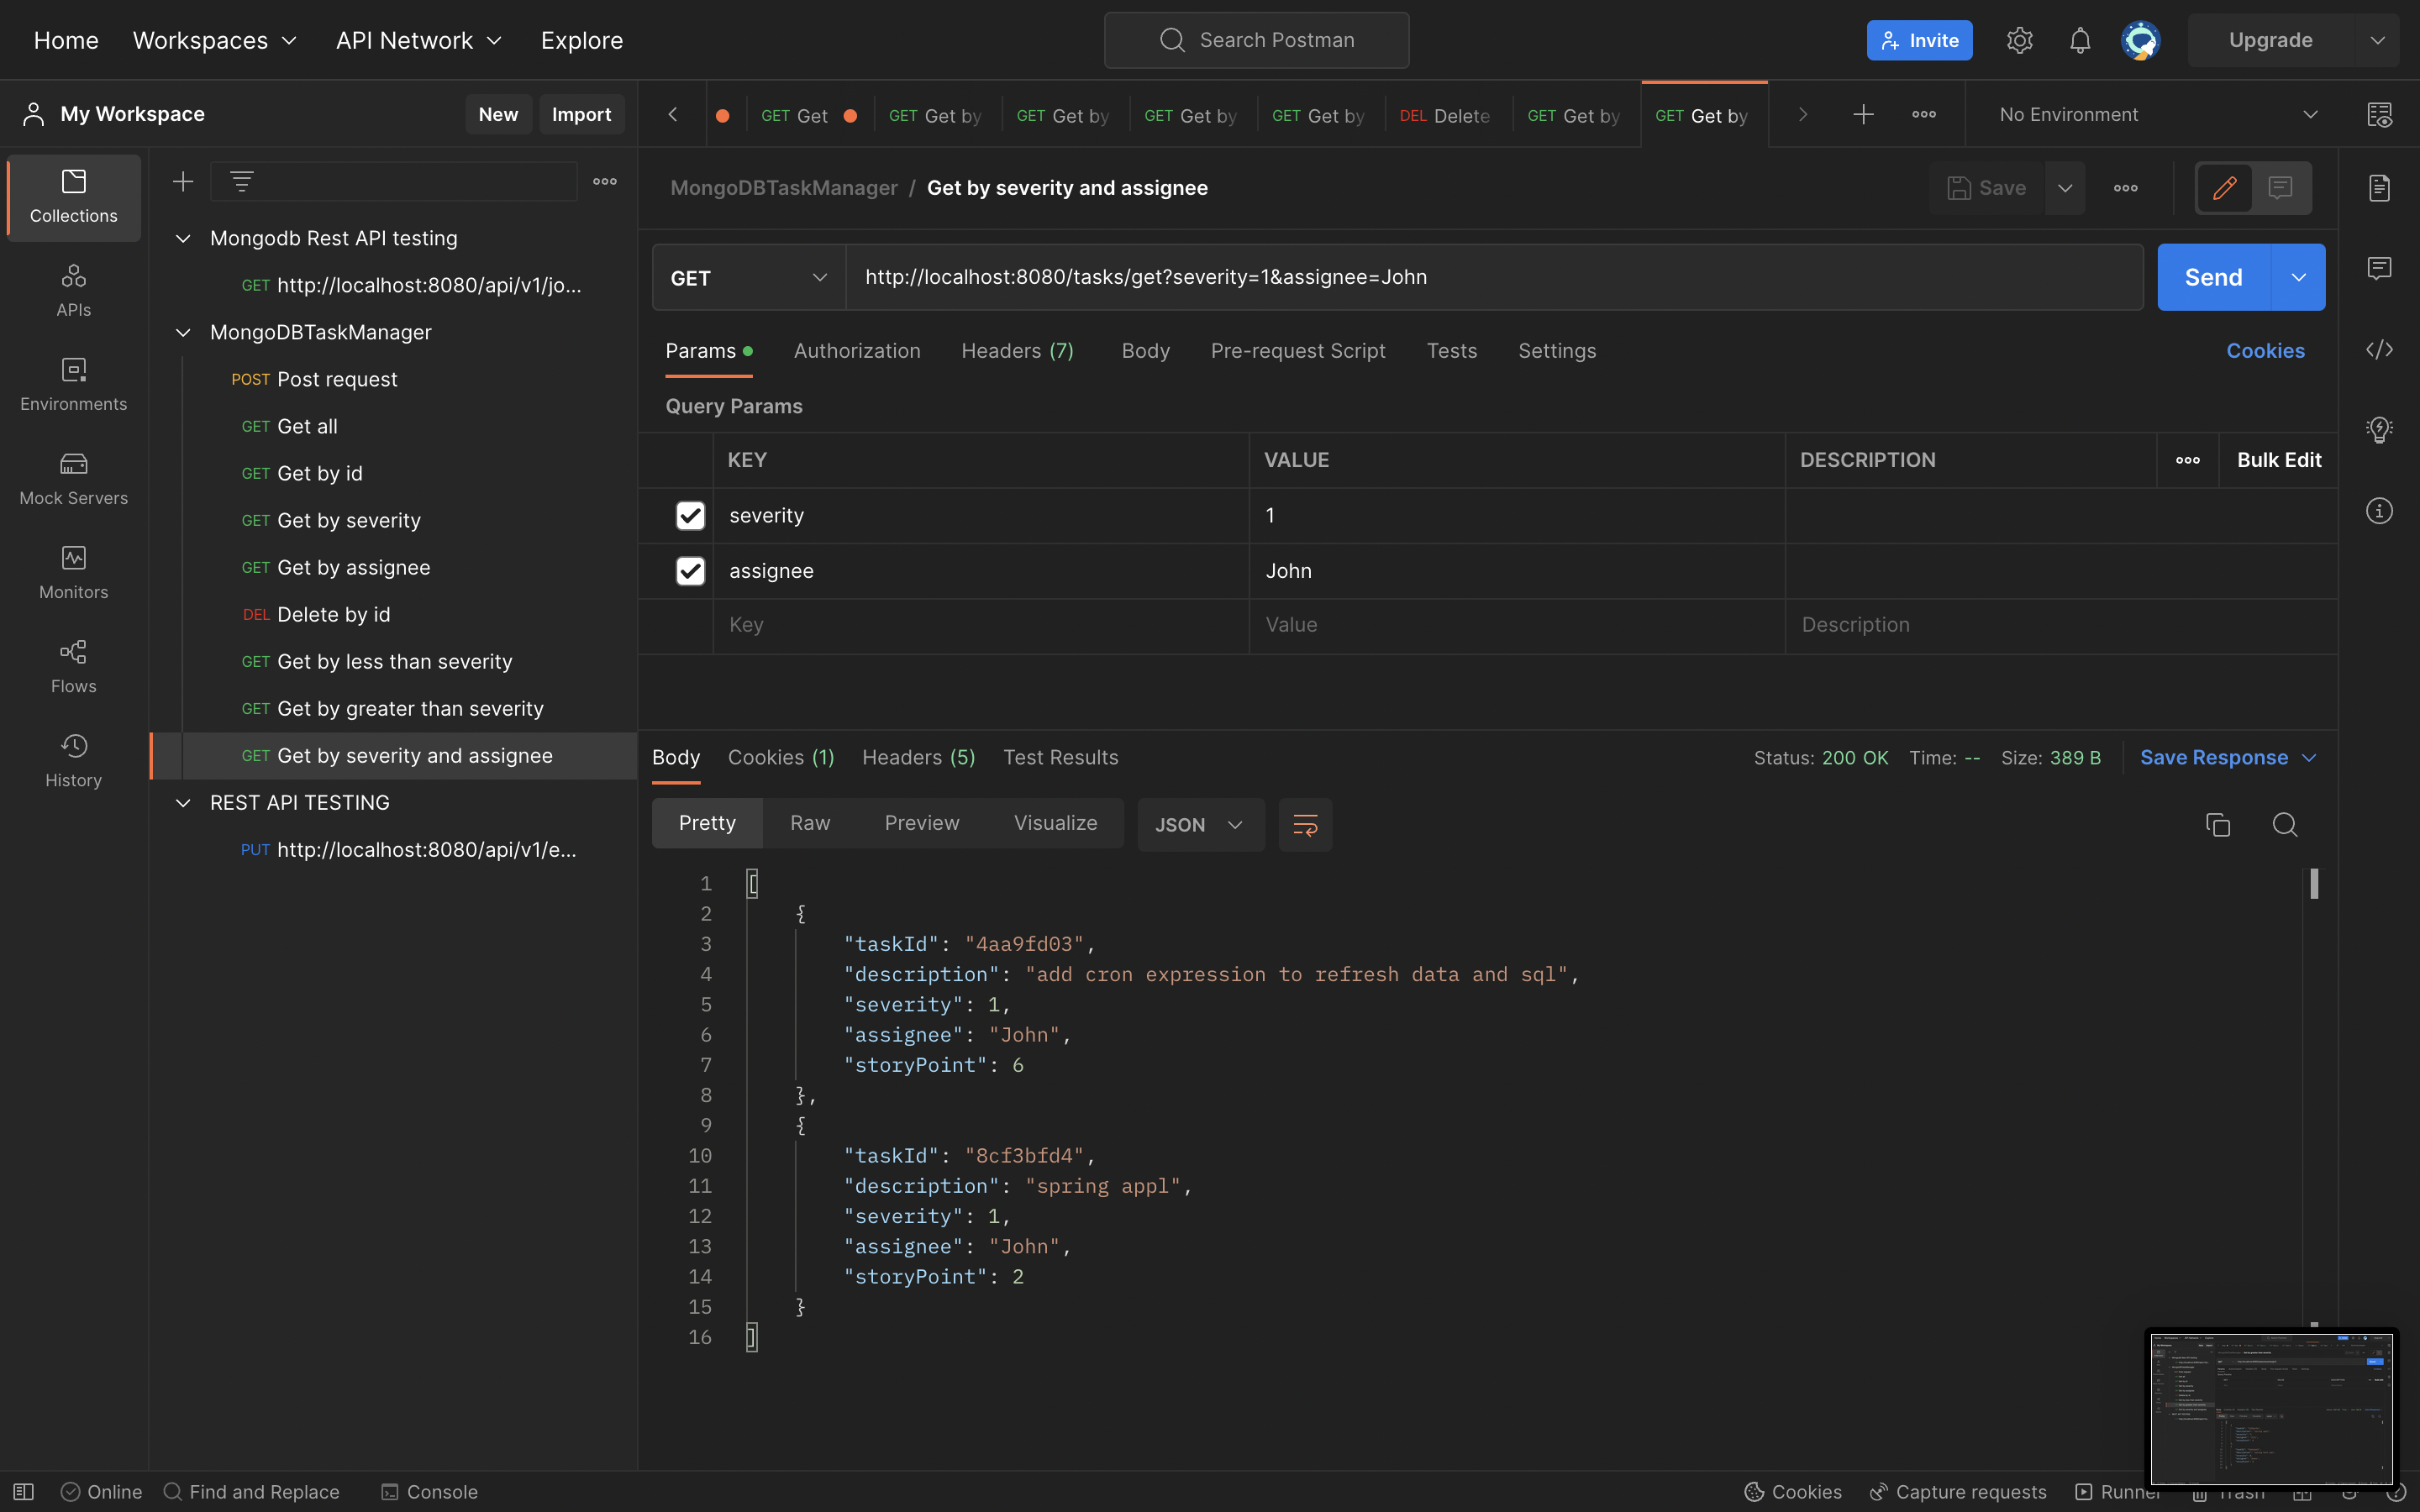 Home Workspaces API Network Explore Search Postman Invite Upgrade
My Workspace New Import
GET Get GET Get by GET Get by GET Get by GET Get by DEL Delete GET Get by GET Get by ooo No Environment
Collections
APIs
Environments
Mock Servers
Monitors
Flows
History
Mongodb Rest API testing
GET http://localhost:8080/api/v1/jo...
MongoDBTaskManager
POST Post request
GET Get all
GET Get by id
GET Get by severity
GET Get by assignee
DEL Delete by id
GET Get by less than severity
GET Get by greater than severity
GET Get by severity and assignee
REST API TESTING
PUT http://localhost:8080/api/v1/e...
MongoDBTaskManager / Get by severity and assignee Save
GET http://localhost:8080/tasks/get?severity=1&assignee=John Send
Params Authorization Headers (7) Body Pre-request Script Tests Settings Cookies
Query Params
KEY VALUE DESCRIPTION Bulk Edit
severity 1
assignee John
Key Value Description
Body Cookies (1) Headers (5) Test Results Status: 200 OK Time: -- Size: 389 B Save Response
Pretty Raw Preview Visualize JSON
1 [
2 {
3 "taskId": "4aa9fd03",
4 "description": "add cron expression to refresh data and sql",
5 "severity": 1,
6 "assignee": "John",
7 "storyPoint": 6
8 },
9 {
10 "taskId": "8cf3bfd4",
11 "description": "spring appl",
12 "severity": 1,
13 "assignee": "John",
14 "storyPoint": 2
15 }
16 ]
Online Find and Replace Console Cookies Capture requests Runner Trash